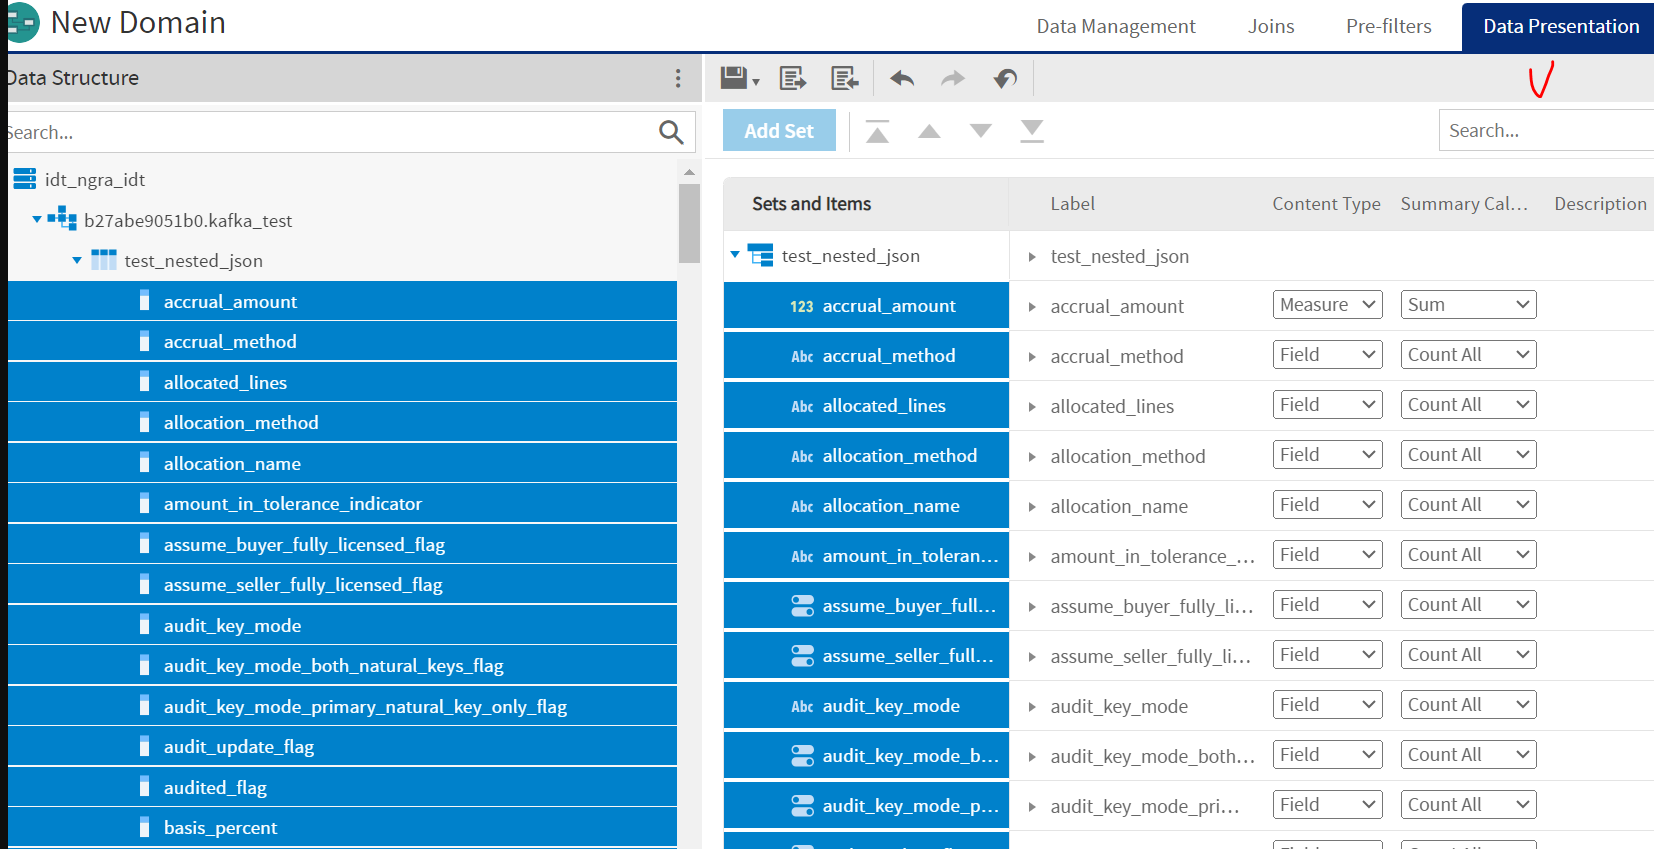 New Domain
Data Management Joins Pre-filters Data Presentation
Data Structure
Search...
Add Set
Search...
idt_ngra_idt
b27abe9051b0.kafka_test
test_nested_json
accrual_amount
accrual_method
allocated_lines
allocation_method
allocation_name
amount_in_tolerance_indicator
assume_buyer_fully_licensed_flag
assume_seller_fully_licensed_flag
audit_key_mode
audit_key_mode_both_natural_keys_flag
audit_key_mode_primary_natural_key_only_flag
audit_update_flag
audited_flag
basis_percent
Sets and Items Label Content Type Summary Cal... Description
test_nested_json test_nested_json
123 accrual_amount accrual_amount Measure Sum
Abc accrual_method accrual_method Field Count All
Abc allocated_lines allocated_lines Field Count All
Abc allocation_method allocation_method Field Count All
Abc allocation_name allocation_name Field Count All
Abc amount_in_toleran... amount_in_tolerance_... Field Count All
assume_buyer_full... assume_buyer_fully_li... Field Count All
assume_seller_full... assume_seller_fully_li... Field Count All
Abc audit_key_mode audit_key_mode Field Count All
audit_key_mode_b... audit_key_mode_both... Field Count All
audit_key_mode_p... audit_key_mode_pri... Field Count All